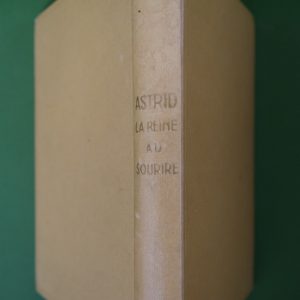 ASTRID
LA REINE
AU
SOURIRE